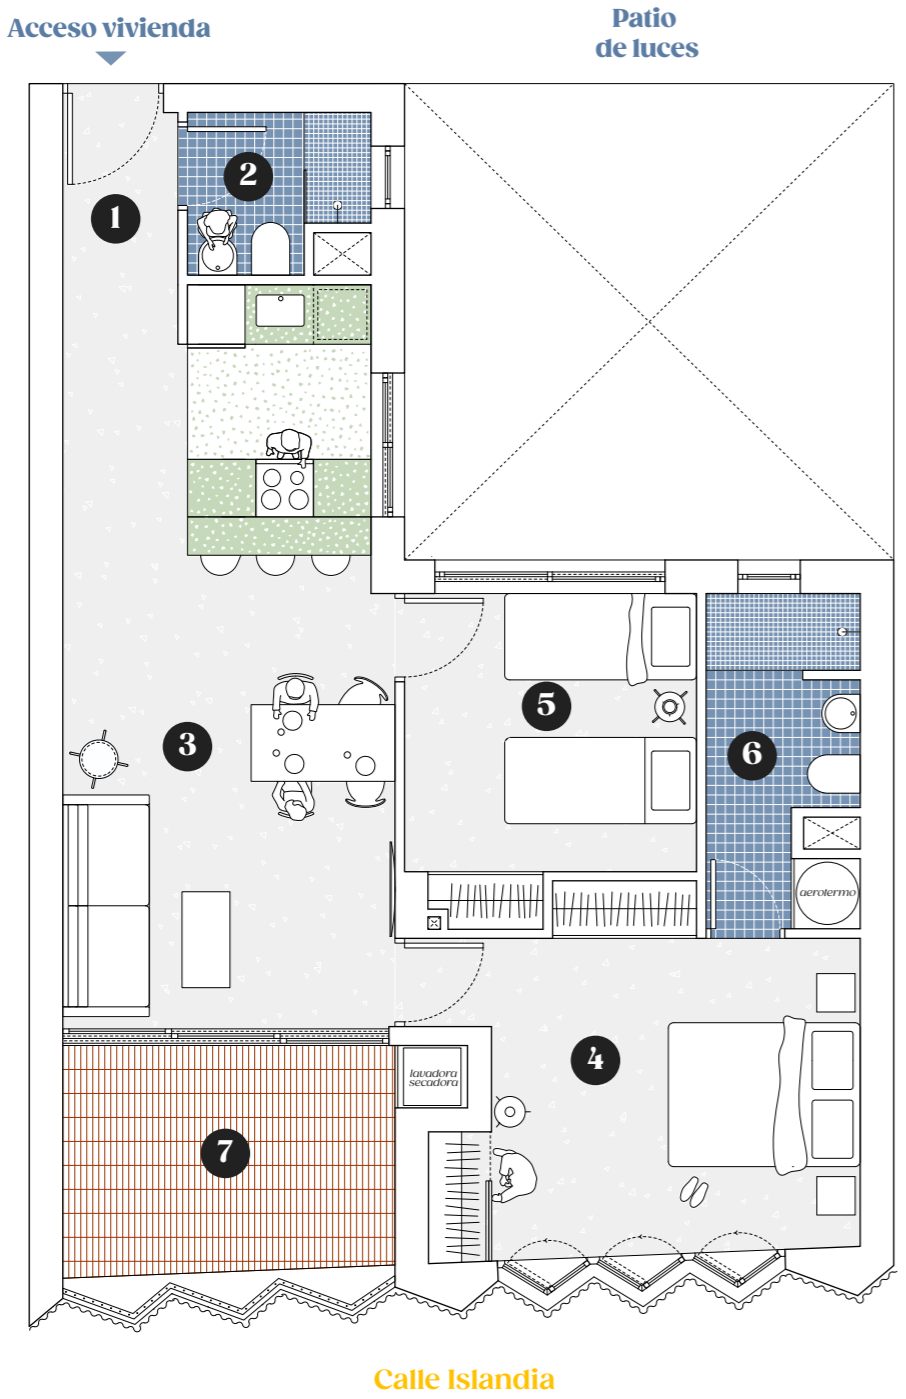 Acceso vivienda
Patio
de luces
2
1
5
3
6
aerotermo
4
lavadora
secadora
7
Calle Islandia